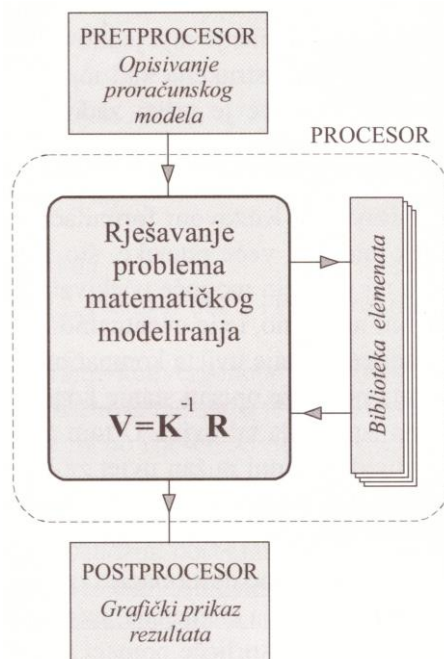 PRETPROCESOR
Opisivanje
proračunskog
modela
PROCESOR
Rješavanje
problema
matematičkog
modeliranja
V=K⁻¹ R
Biblioteka elemenata
POSTPROCESOR
Grafički prikaz
rezultata